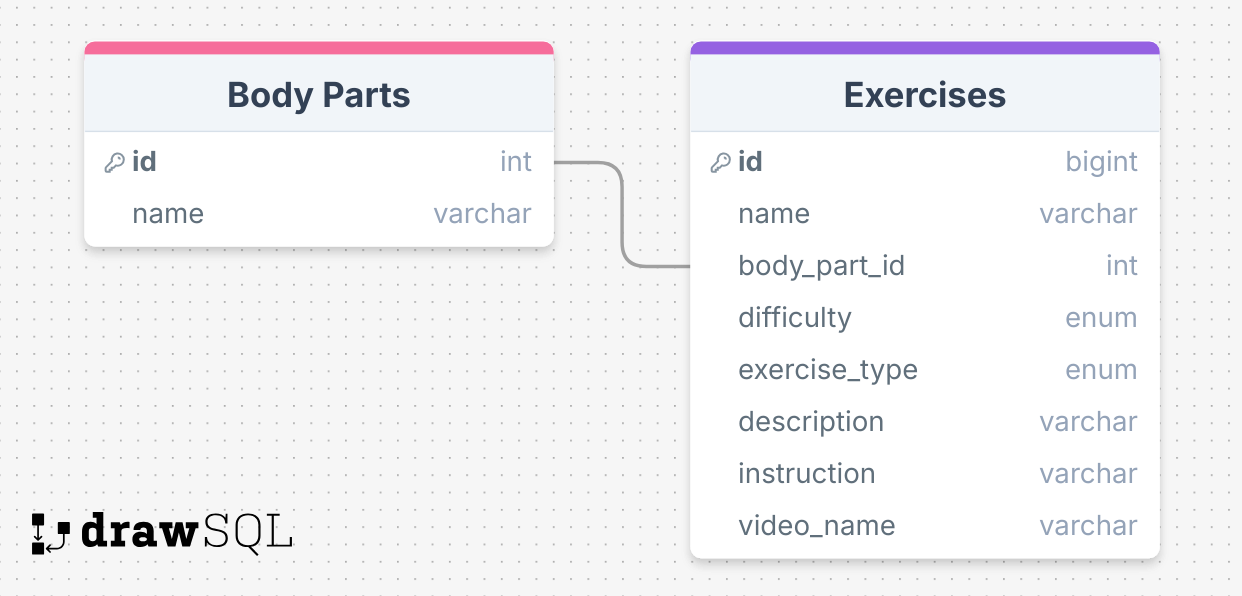 Body Parts
id int
name varchar
Exercises
id bigint
name varchar
body_part_id int
difficulty enum
exercise_type enum
description varchar
instruction varchar
video_name varchar
drawSQL